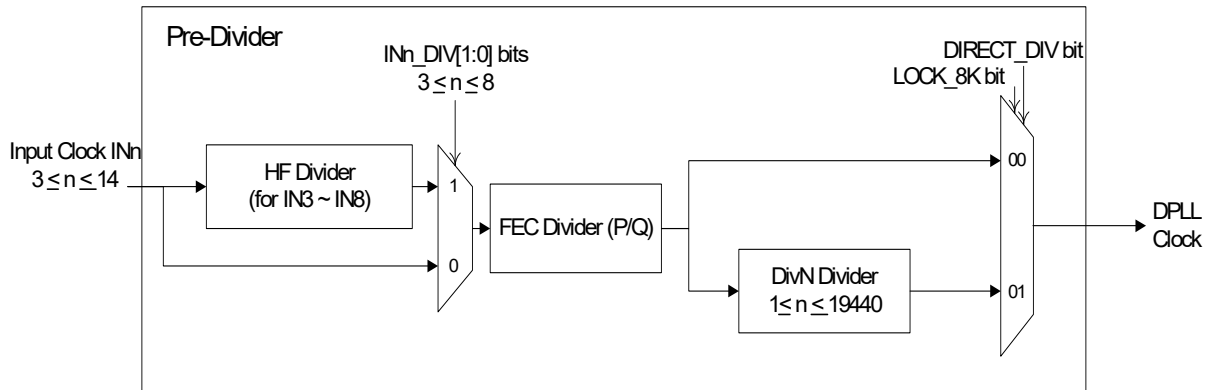 Pre-Divider
INn_DIV[1:0] bits
3 ≤ n ≤ 8
DIRECT_DIV bit
LOCK_8K bit
Input Clock INn
3 ≤ n ≤ 14
HF Divider
(for IN3 ~ IN8)
1
0
FEC Divider (P/Q)
00
DivN Divider
1≤ n ≤ 19440
01
DPLL
Clock